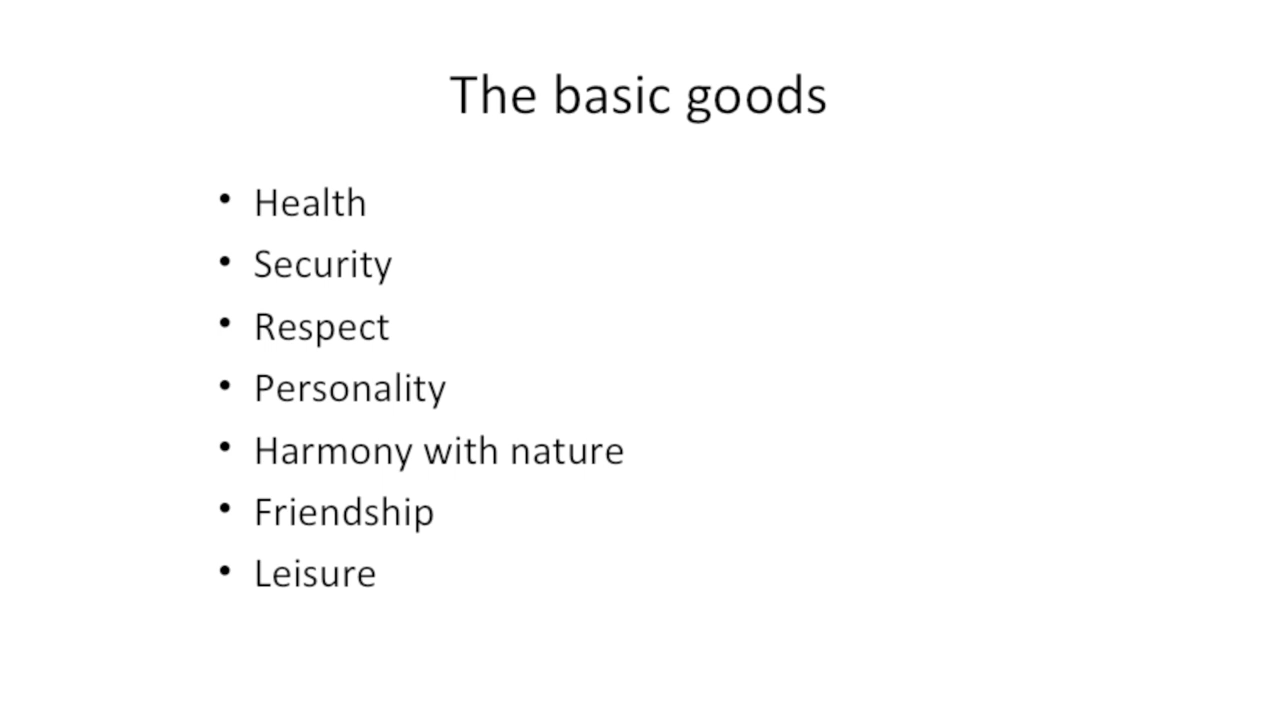 The basic goods
• Health
• Security
• Respect
• Personality
• Harmony with nature
• Friendship
• Leisure